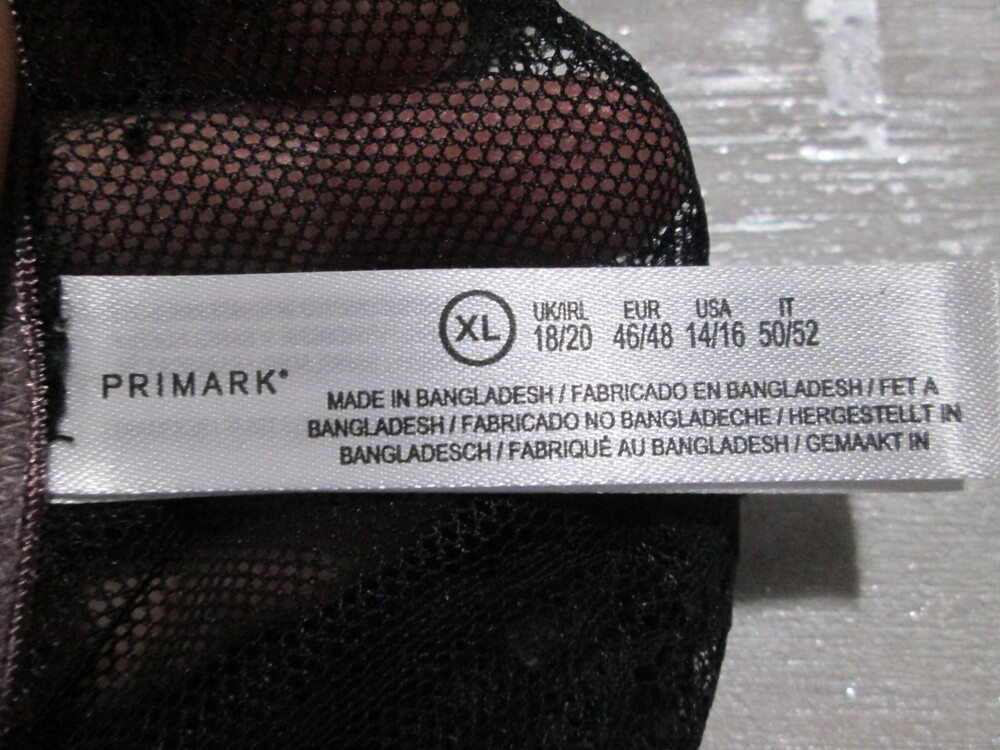 XL
UK/IRL EUR USA IT
18/20 46/48 14/16 50/52
PRIMARK®
MADE IN BANGLADESH / FABRICADO EN BANGLADESH / FET A
BANGLADESH / FABRICADO NO BANGLADECHE / HERGESTELLT IN
BANGLADESCH / FABRIQUÉ AU BANGLADESH / GEMAAKT IN